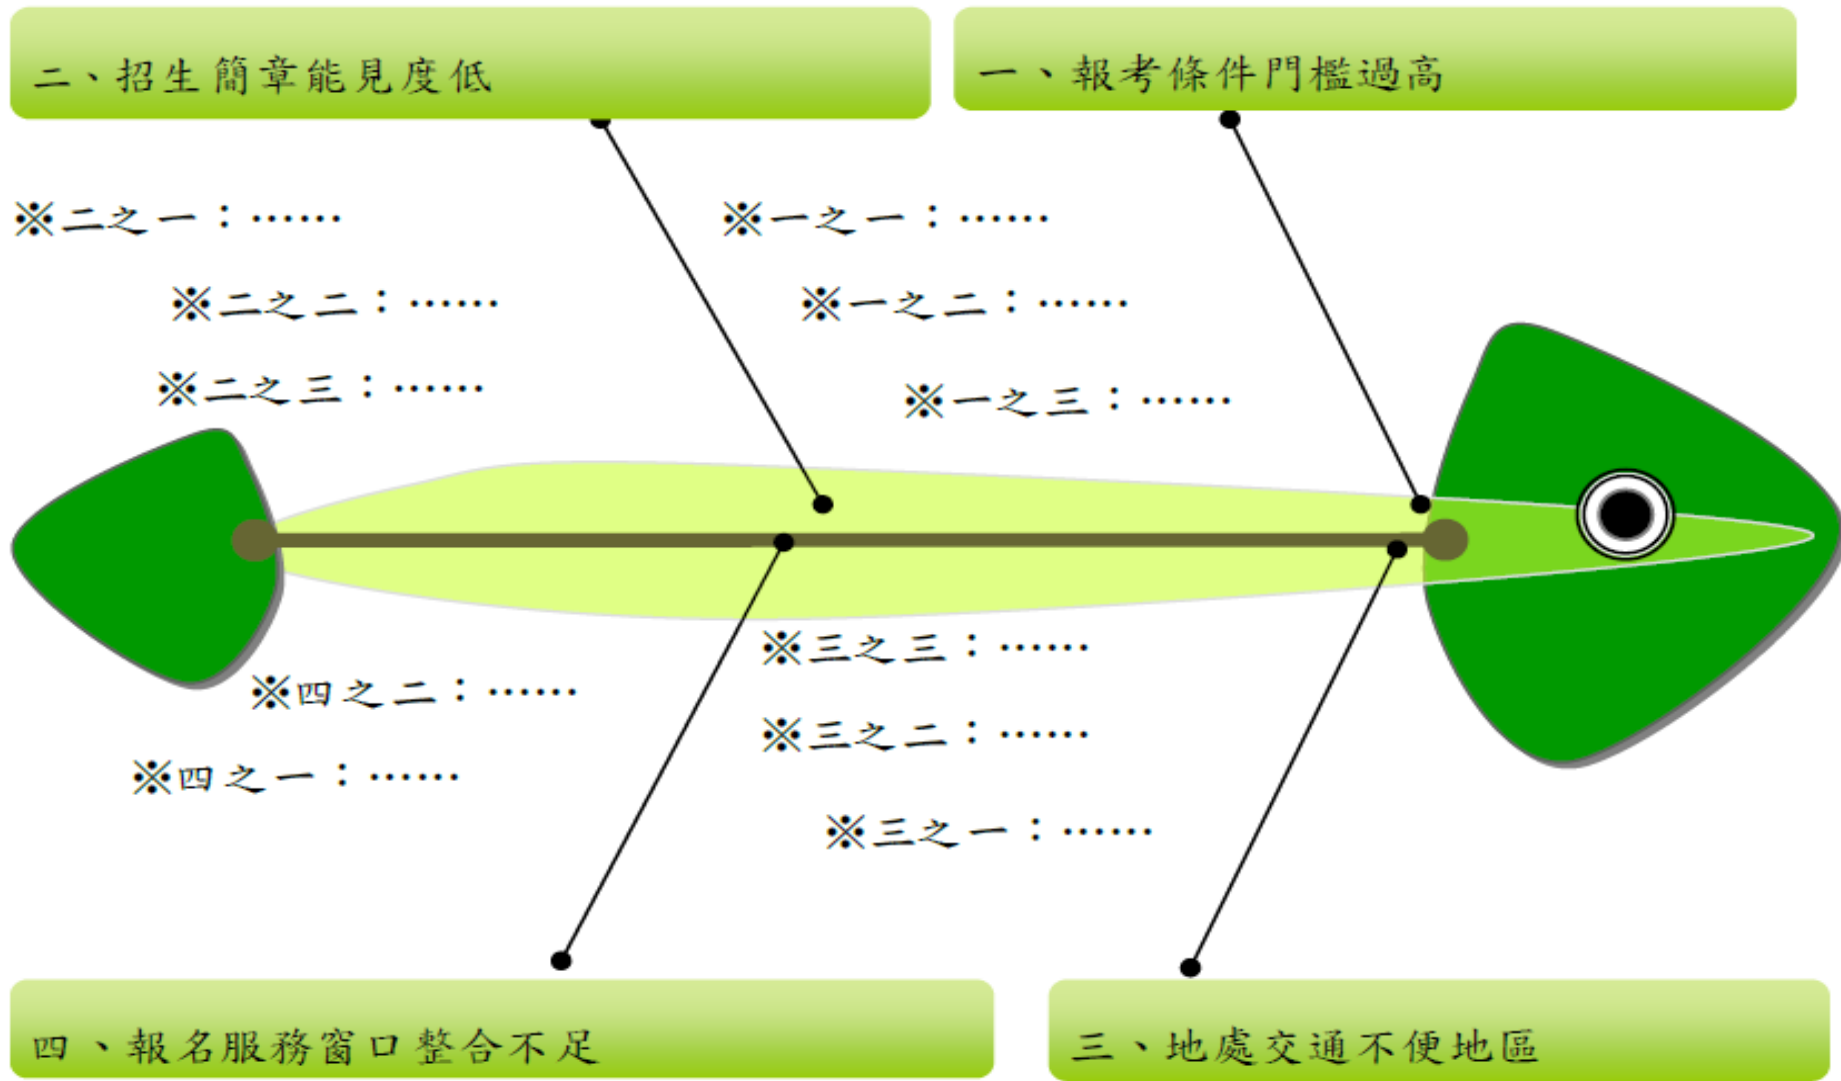 二、招生簡章能見度低
一、報考條件門檻過高
※二之一：……
※一之一：……
※二之二：……
※一之二：……
※二之三：……
※一之三：……
※三之三：……
※四之二：……
※三之二：……
※四之一：……
※三之一：……
四、報名服務窗口整合不足
三、地處交通不便地區